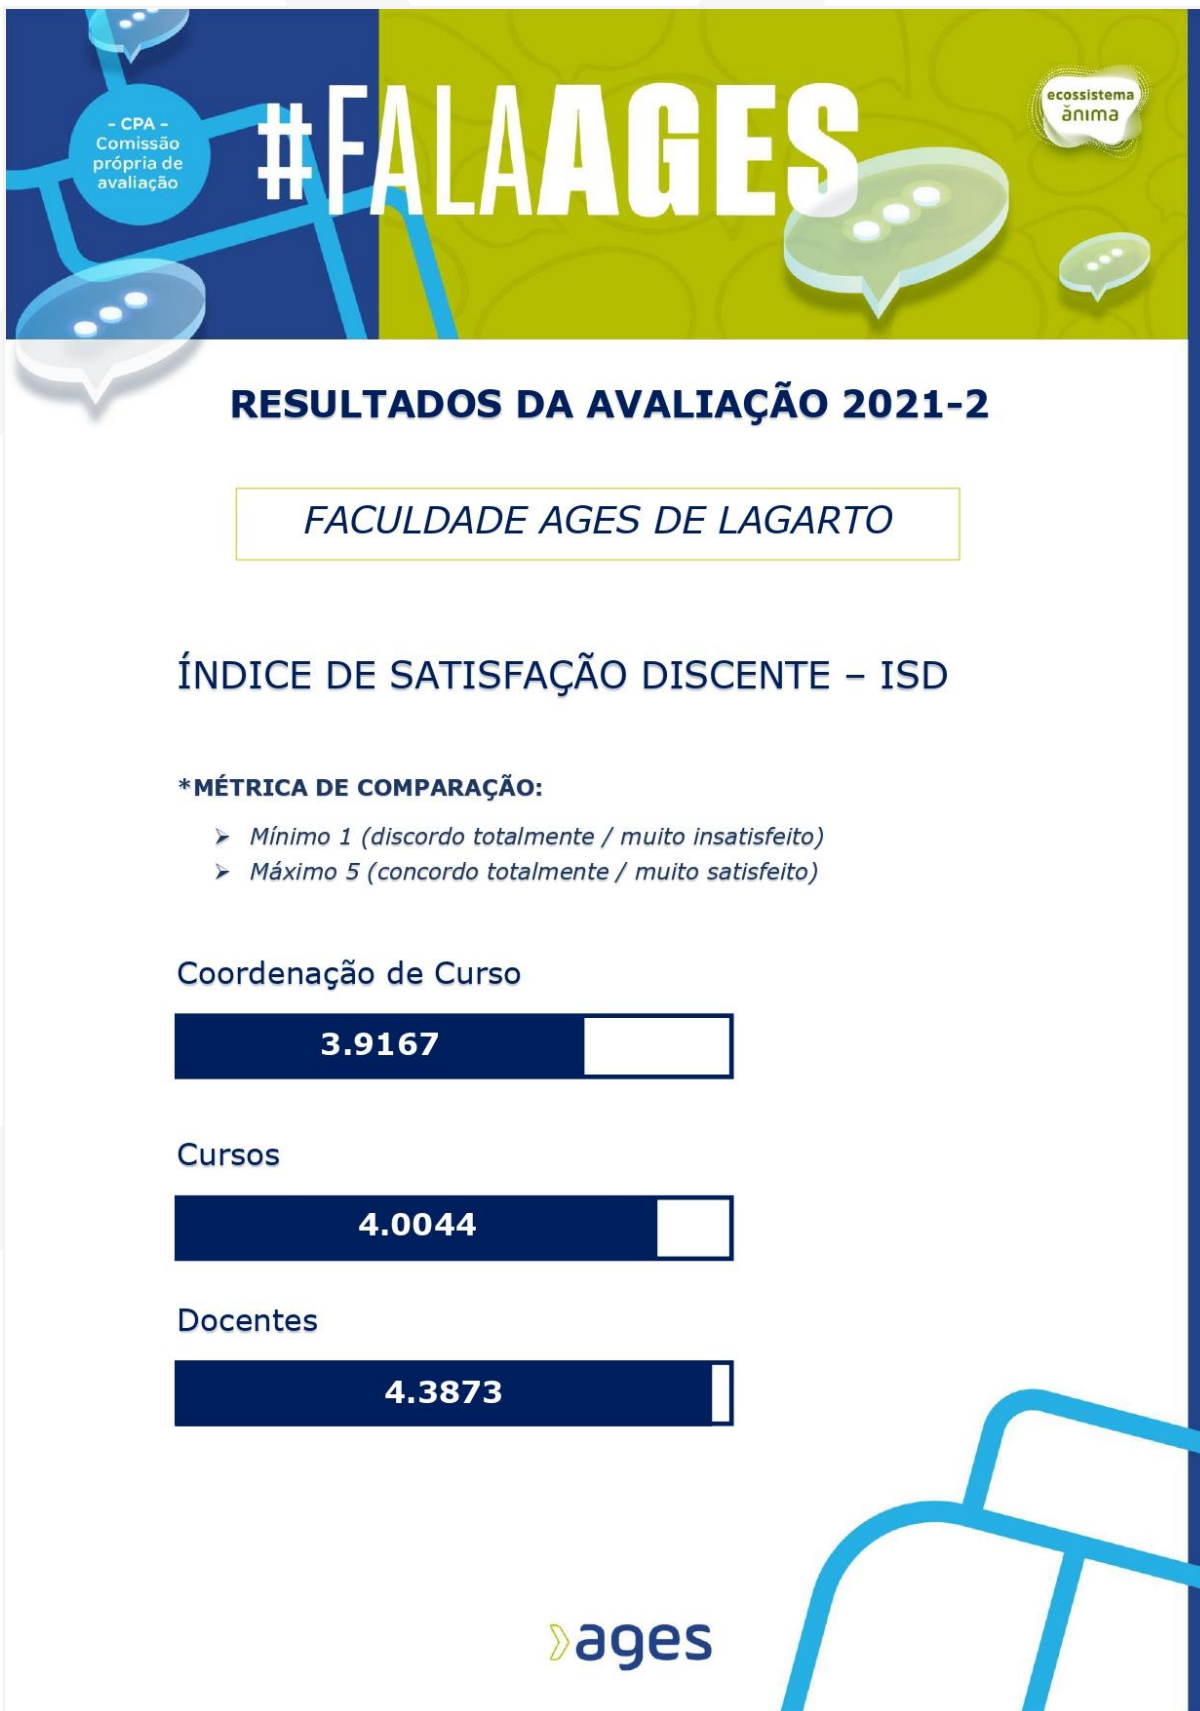 - CPA -
Comissão
própria de
avaliação
#FALAAGES
ecossistema
ănıma
RESULTADOS DA AVALIAÇÃO 2021-2
FACULDADE AGES DE LAGARTO
ÍNDICE DE SATISFAÇÃO DISCENTE – ISD
*MÉTRICA DE COMPARAÇÃO:
➢ Mínimo 1 (discordo totalmente / muito insatisfeito)
➢ Máximo 5 (concordo totalmente / muito satisfeito)
Coordenação de Curso
3.9167
Cursos
4.0044
Docentes
4.3873
ages